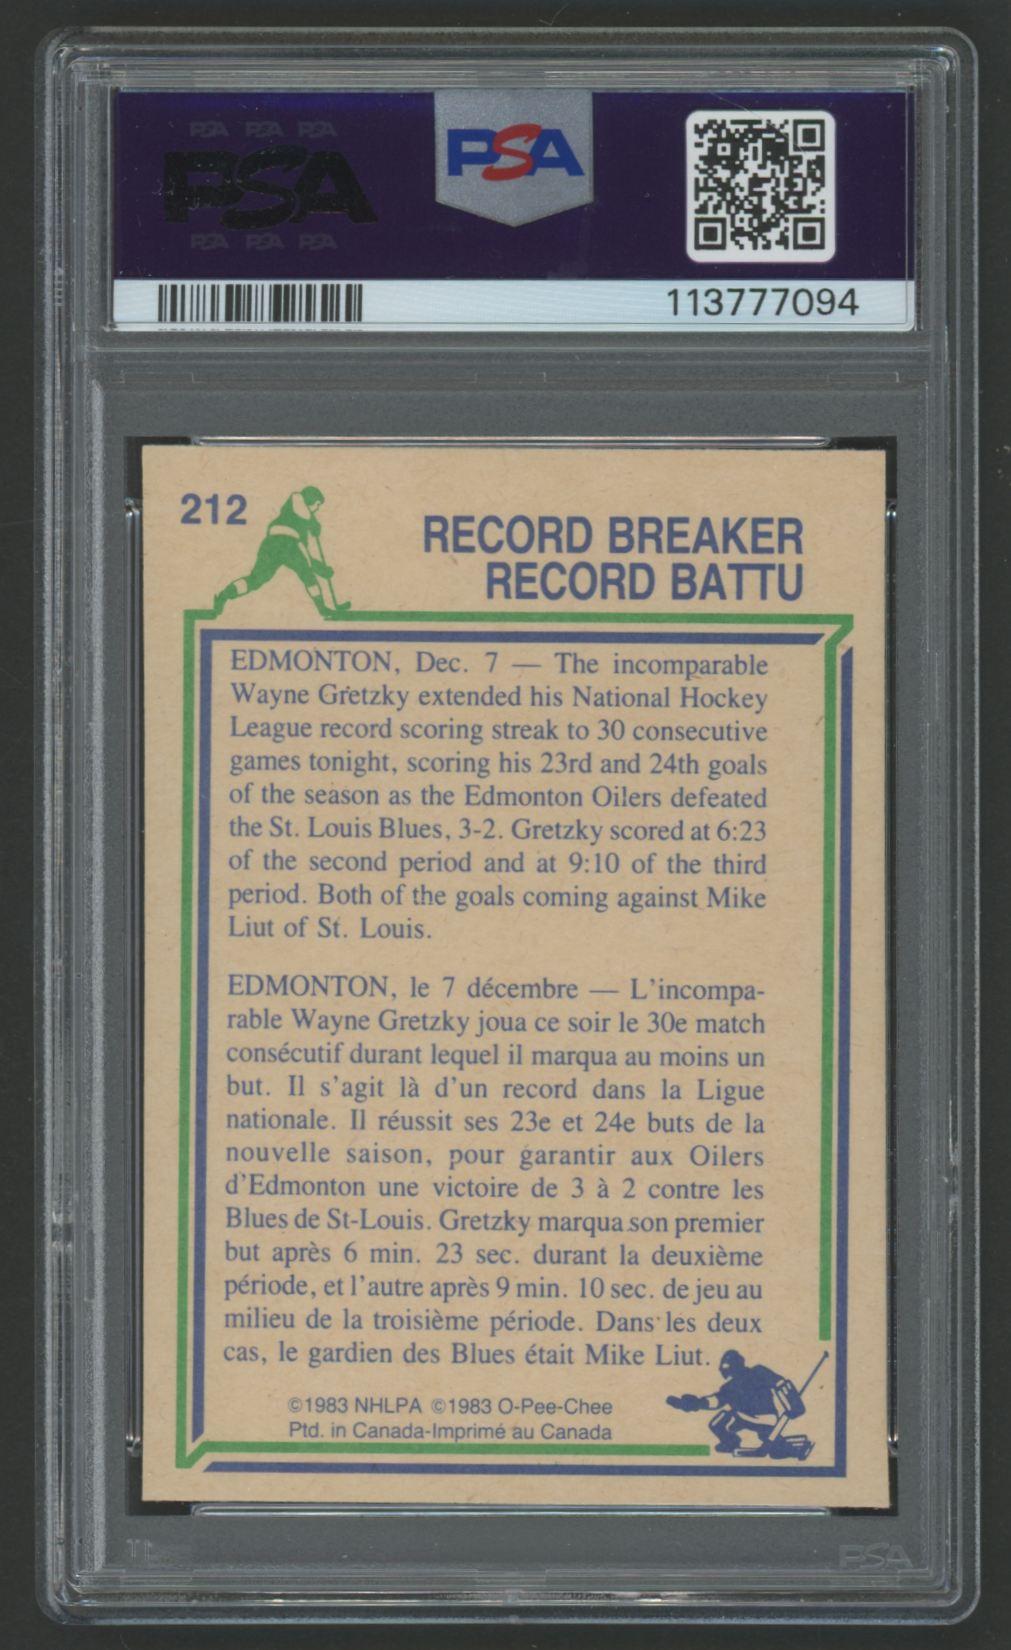 PSA PSA PSA
PSA
PSA PSA PSA
PSA
113777094
212
RECORD BREAKER
RECORD BATTU
EDMONTON, Dec. 7 — The incomparable
Wayne Gretzky extended his National Hockey
League record scoring streak to 30 consecutive
games tonight, scoring his 23rd and 24th goals
of the season as the Edmonton Oilers defeated
the St. Louis Blues, 3-2. Gretzky scored at 6:23
of the second period and at 9:10 of the third
period. Both of the goals coming against Mike
Liut of St. Louis.
EDMONTON, le 7 décembre — L'incompa-
rable Wayne Gretzky joua ce soir le 30e match
consécutif durant lequel il marqua au moins un
but. Il s'agit là d'un record dans la Ligue
nationale. Il réussit ses 23e et 24e buts de la
nouvelle saison, pour garantir aux Oilers
d'Edmonton une victoire de 3 à 2 contre les
Blues de St-Louis. Gretzky marqua son premier
but après 6 min. 23 sec. durant la deuxième
période, et l'autre après 9 min. 10 sec. de jeu au
milieu de la troisième période. Dans les deux
cas, le gardien des Blues était Mike Liut.
©1983 NHLPA ©1983 O-Pee-Chee
Ptd. in Canada-Imprimé au Canada
PSA